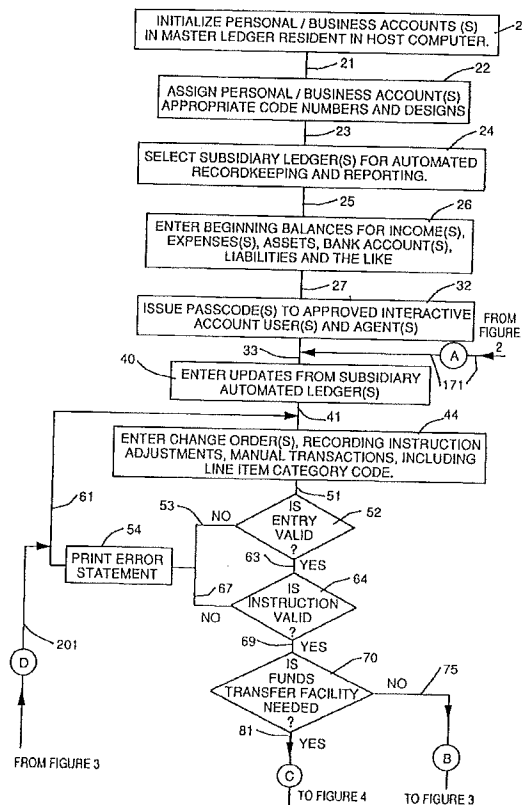 INITIALIZE PERSONAL / BUSINESS ACCOUNTS (S)
IN MASTER LEDGER RESIDENT IN HOST COMPUTER.
2
21
22
ASSIGN PERSONAL / BUSINESS ACCOUNT(S)
APPROPRIATE CODE NUMBERS AND DESIGNS
23
24
SELECT SUBSIDIARY LEDGER(S) FOR AUTOMATED
RECORDKEEPING AND REPORTING.
25
26
ENTER BEGINNING BALANCES FOR INCOME(S),
EXPENSES(S), ASSETS, BANK ACCOUNT(S),
LIABILITIES AND THE LIKE
27
32
ISSUE PASSCODE(S) TO APPROVED INTERACTIVE
ACCOUNT USER(S) AND AGENT(S)
FROM
FIGURE
2
33
A
171
40
ENTER UPDATES FROM SUBSIDIARY
AUTOMATED LEDGER(S)
41
44
ENTER CHANGE ORDER(S), RECORDING INSTRUCTION
ADJUSTMENTS, MANUAL TRANSACTIONS, INCLUDING
LINE ITEM CATEGORY CODE.
61
51
53
NO
IS
ENTRY
VALID
?
52
54
PRINT ERROR
STATEMENT
63
YES
67
NO
IS
INSTRUCTION
VALID
?
64
201
69
YES
D
IS
FUNDS
TRANSFER FACILITY
NEEDED
?
70
NO
75
81
YES
FROM FIGURE 3
B
C
TO FIGURE 4
TO FIGURE 3